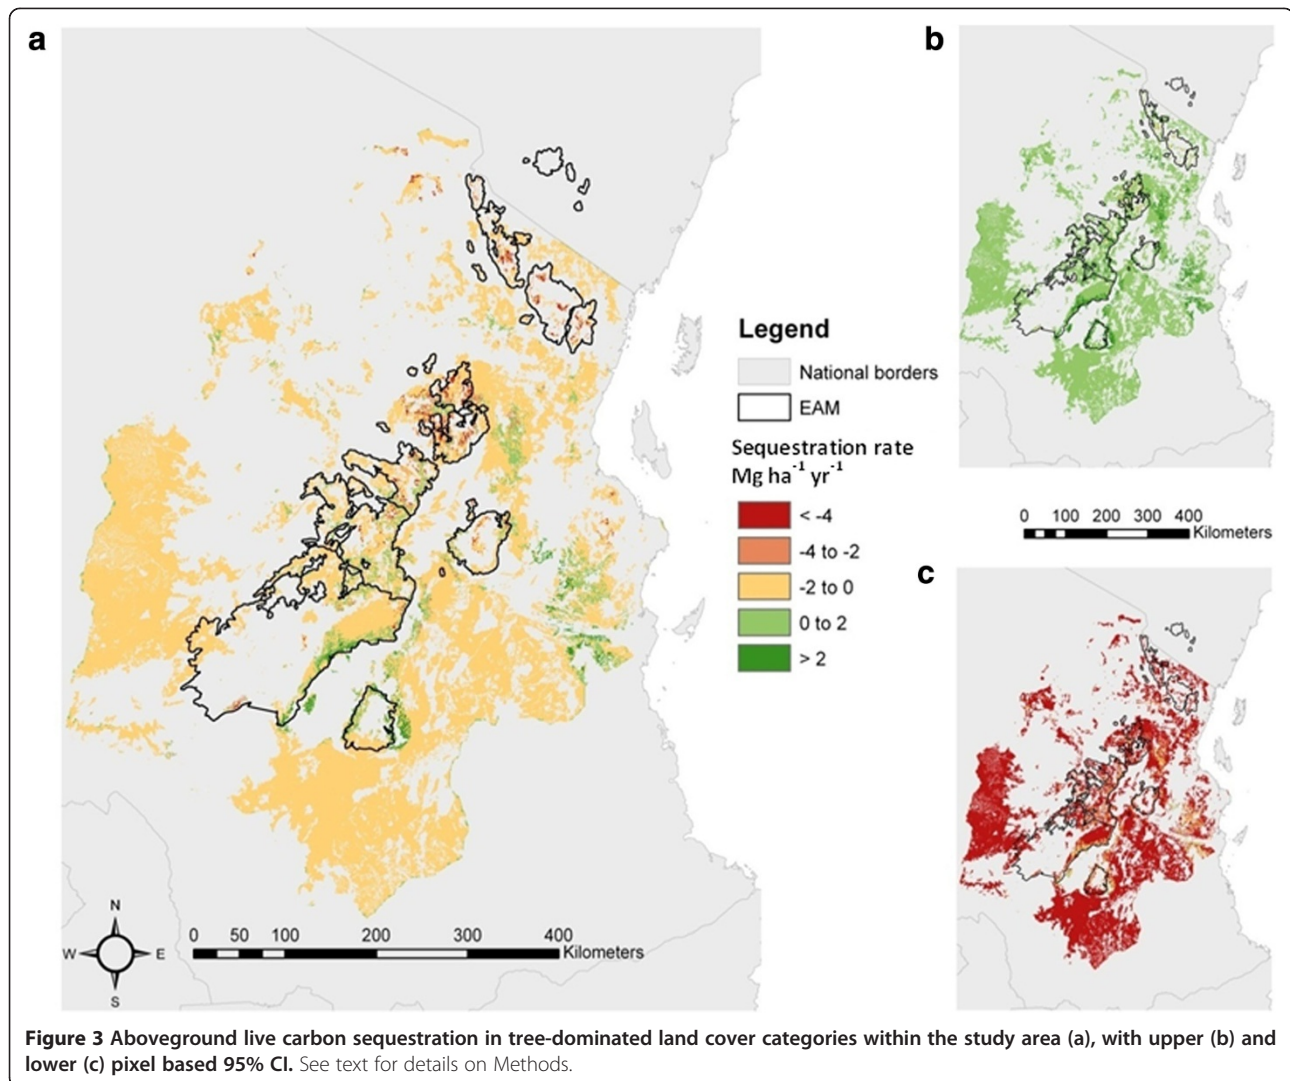 a
b
Legend
National borders
EAM
Sequestration rate
Mg ha⁻¹ yr⁻¹
< -4
-4 to -2
-2 to 0
0 to 2
> 2
0 100 200 300 400
Kilometers
c
N
W E
S
0 50 100 200 300 400
Kilometers
Figure 3 Aboveground live carbon sequestration in tree-dominated land cover categories within the study area (a), with upper (b) and
lower (c) pixel based 95% CI. See text for details on Methods.